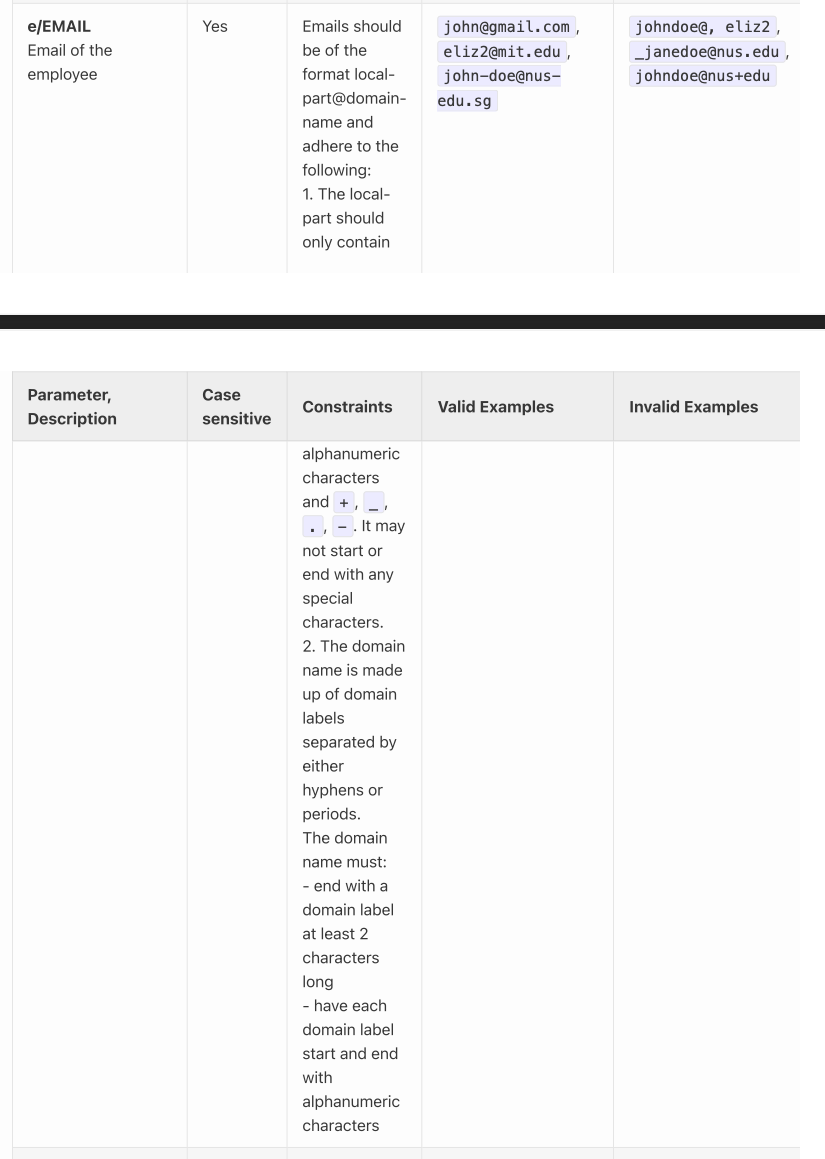 e/EMAIL
Email of the
employee
Yes
Emails should
be of the
format local-
part@domain-
name and
adhere to the
following:
1. The local-
part should
only contain
john@gmail.com,
eliz2@mit.edu,
john-doe@nus-
edu.sg
johndoe@, eliz2,
_janedoe@nus.edu,
johndoe@nus+edu
Parameter,
Description
Case
sensitive
Constraints
Valid Examples
Invalid Examples
alphanumeric
characters
and +, _,
., -. It may
not start or
end with any
special
characters.
2. The domain
name is made
up of domain
labels
separated by
either
hyphens or
periods.
The domain
name must:
- end with a
domain label
at least 2
characters
long
- have each
domain label
start and end
with
alphanumeric
characters